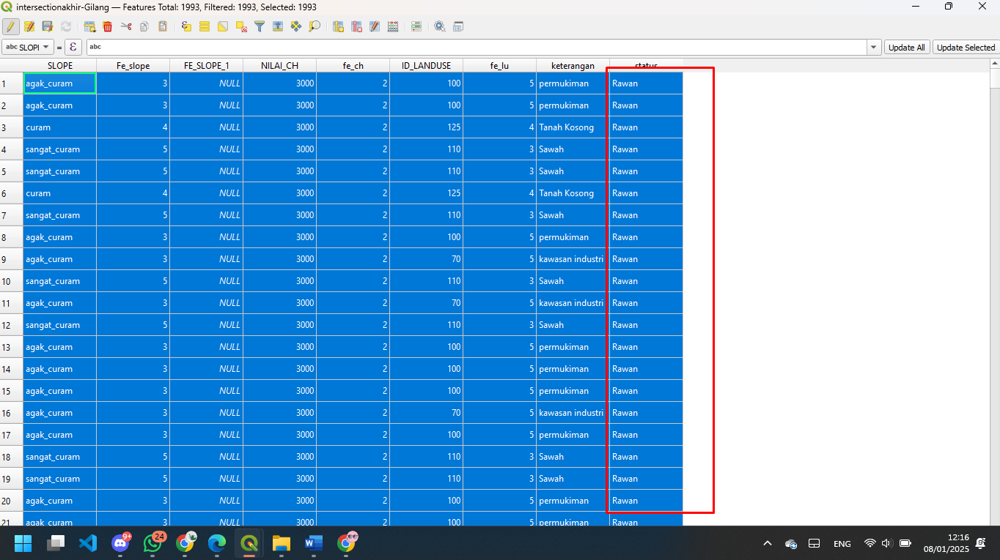 intersectionakhir-Gilang — Features Total: 1993, Filtered: 1993, Selected: 1993
abc SLOPI = ε abc Update All Update Selected
SLOPE Fe_slope FE_SLOPE_1 NILAI_CH fe_ch ID_LANDUSE fe_lu keterangan status
1 agak_curam 3 NULL 3000 2 100 5 permukiman Rawan
2 agak_curam 3 NULL 3000 2 100 5 permukiman Rawan
3 curam 4 NULL 3000 2 125 4 Tanah Kosong Rawan
4 sangat_curam 5 NULL 3000 2 110 3 Sawah Rawan
5 sangat_curam 5 NULL 3000 2 110 3 Sawah Rawan
6 curam 4 NULL 3000 2 125 4 Tanah Kosong Rawan
7 sangat_curam 5 NULL 3000 2 110 3 Sawah Rawan
8 agak_curam 3 NULL 3000 2 100 5 permukiman Rawan
9 agak_curam 3 NULL 3000 2 70 5 kawasan industri Rawan
10 sangat_curam 5 NULL 3000 2 110 3 Sawah Rawan
11 agak_curam 3 NULL 3000 2 70 5 kawasan industri Rawan
12 sangat_curam 5 NULL 3000 2 110 3 Sawah Rawan
13 agak_curam 3 NULL 3000 2 100 5 permukiman Rawan
14 agak_curam 3 NULL 3000 2 100 5 permukiman Rawan
15 agak_curam 3 NULL 3000 2 100 5 permukiman Rawan
16 agak_curam 3 NULL 3000 2 70 5 kawasan industri Rawan
17 agak_curam 3 NULL 3000 2 100 5 permukiman Rawan
18 sangat_curam 5 NULL 3000 2 110 3 Sawah Rawan
19 sangat_curam 5 NULL 3000 2 110 3 Sawah Rawan
20 agak_curam 3 NULL 3000 2 100 5 permukiman Rawan
21 agak_curam 3 NULL 3000 2 100 5 permukiman Rawan
9+ 24 ENG 12:16
08/01/2025